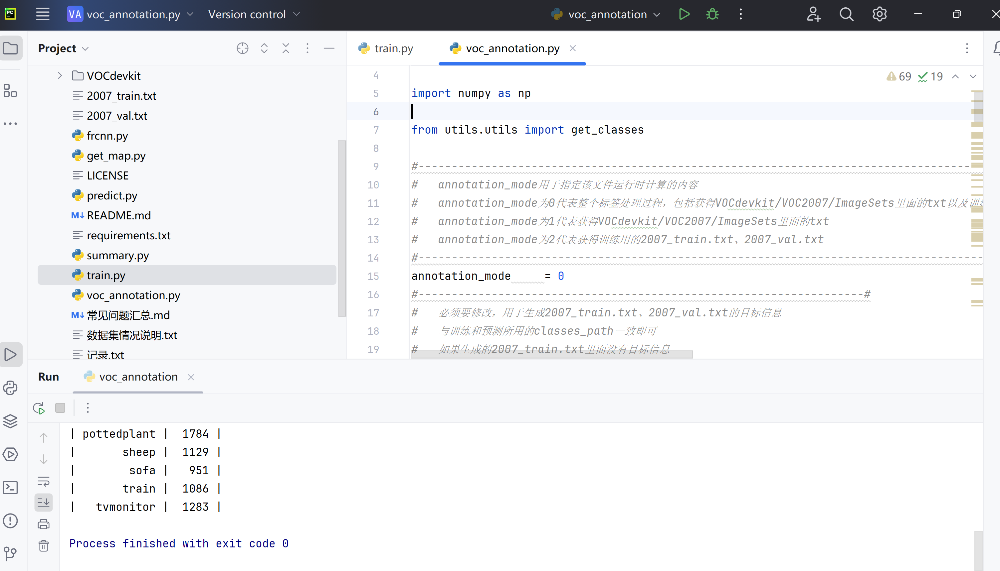 PC
VA voc_annotation.py Version control voc_annotation
Project
VOCdevkit
2007_train.txt
2007_val.txt
frcnn.py
get_map.py
LICENSE
predict.py
M↓ README.md
requirements.txt
summary.py
train.py
voc_annotation.py
M↓ 常见问题汇总.md
数据集情况说明.txt
记录.txt
train.py voc_annotation.py
69 19
4
5 import numpy as np
6
7 from utils.utils import get_classes
8
9 #-----------------------------------------------------------------------------------
10 #   annotation_mode用于指定该文件运行时计算的内容
11 #   annotation_mode为0代表整个标签处理过程，包括获得VOCdevkit/VOC2007/ImageSets里面的txt以及训
12 #   annotation_mode为1代表获得VOCdevkit/VOC2007/ImageSets里面的txt
13 #   annotation_mode为2代表获得训练用的2007_train.txt、2007_val.txt
14 #-------------------------------------------------------------------------------------
15 annotation_mode     = 0
16 #-------------------------------------------------------------------#
17 #   必须要修改，用于生成2007_train.txt、2007_val.txt的目标信息
18 #   与训练和预测所用的classes_path一致即可
19 #   如果生成的2007_train.txt里面没有目标信息
Run voc_annotation
| pottedplant |  1784 |
|       sheep |  1129 |
|        sofa |   951 |
|       train |  1086 |
|   tvmonitor |  1283 |
Process finished with exit code 0